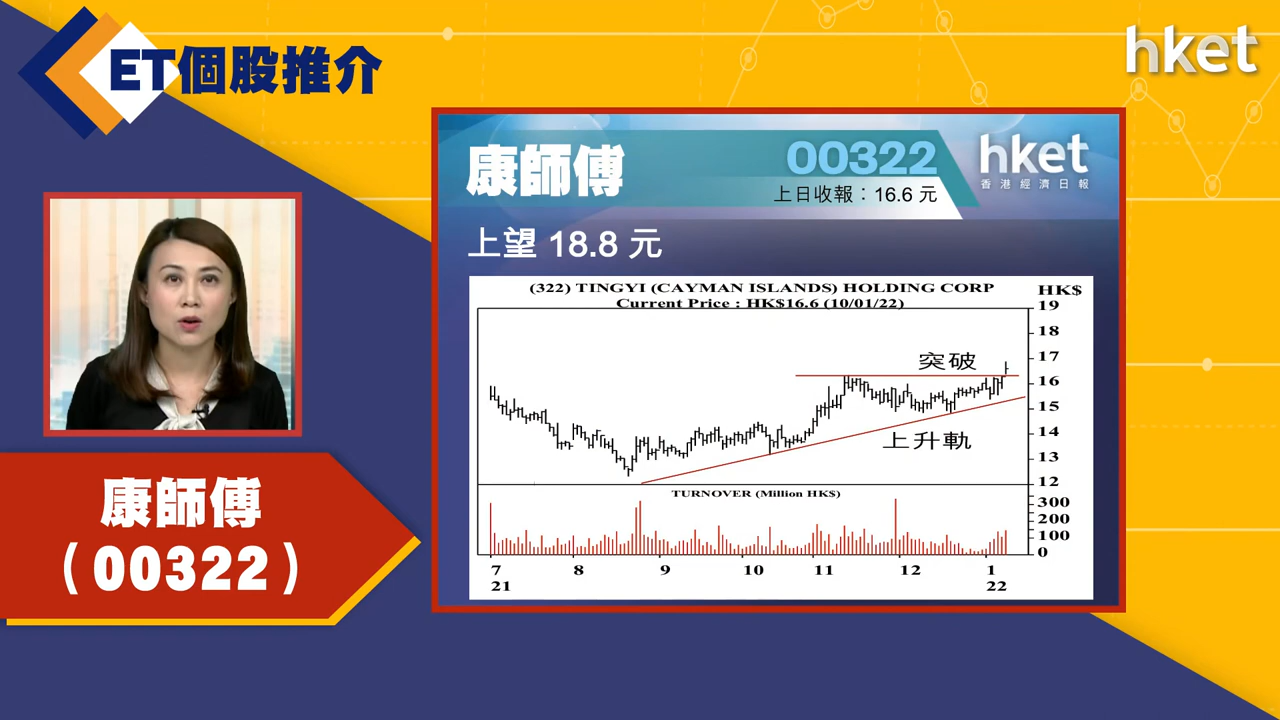 ET個股推介
hket
康師傅
00322
上日收報：16.6 元
hket
香港經濟日報
上望 18.8 元
(322) TINGYI (CAYMAN ISLANDS) HOLDING CORP
Current Price : HK$16.6 (10/01/22)
HK$
19
18
17
16
15
14
13
12
突破
上升軌
TURNOVER (Million HK$)
300
200
100
0
7 8 9 10 11 12 1
21 22
康師傅
（00322）